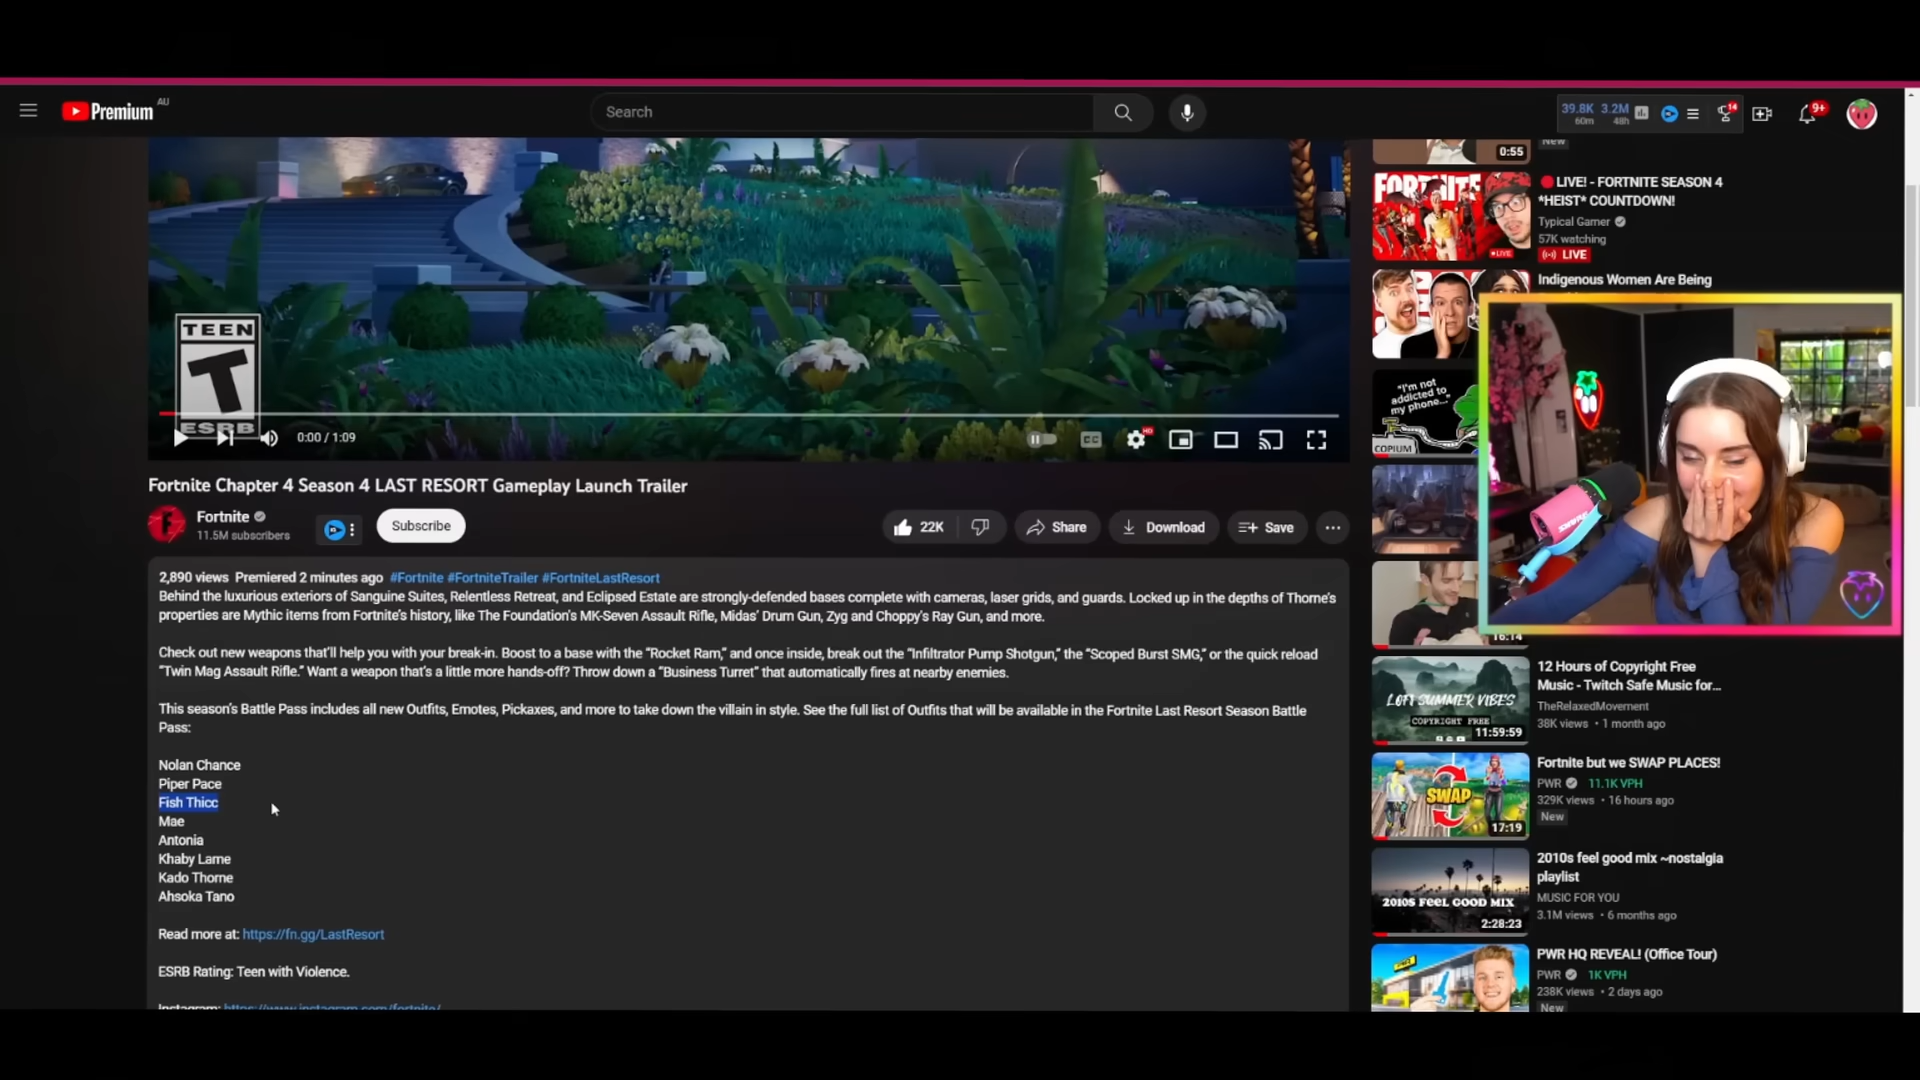 Premium AU
Search
39.8K 3.2M
60m 48h
14
9+
TEEN
T
ESRB
0:00 / 1:09
CC
HD
Fortnite Chapter 4 Season 4 LAST RESORT Gameplay Launch Trailer
Fortnite
11.5M subscribers
Subscribe
22K
Share
Download
Save
2,890 views Premiered 2 minutes ago #Fortnite #FortniteTrailer #FortniteLastResort
Behind the luxurious exteriors of Sanguine Suites, Relentless Retreat, and Eclipsed Estate are strongly-defended bases complete with cameras, laser grids, and guards. Locked up in the depths of Thorne's
properties are Mythic items from Fortnite's history, like The Foundation's MK-Seven Assault Rifle, Midas' Drum Gun, Zyg and Choppy's Ray Gun, and more.
Check out new weapons that'll help you with your break-in. Boost to a base with the “Rocket Ram,” and once inside, break out the “Infiltrator Pump Shotgun,” the “Scoped Burst SMG,” or the quick reload
“Twin Mag Assault Rifle.” Want a weapon that's a little more hands-off? Throw down a “Business Turret” that automatically fires at nearby enemies.
This season's Battle Pass includes all new Outfits, Emotes, Pickaxes, and more to take down the villain in style. See the full list of Outfits that will be available in the Fortnite Last Resort Season Battle
Pass:
Nolan Chance
Piper Pace
Fish Thicc
Mae
Antonia
Khaby Lame
Kado Thorne
Ahsoka Tano
Read more at: https://fn.gg/LastResort
ESRB Rating: Teen with Violence.
Instagram: https://www.instagram.com/fortnite/
0:55
New
FORTNITE
LIVE
LIVE! - FORTNITE SEASON 4
*HEIST* COUNTDOWN!
Typical Gamer
57K watching
LIVE
Indigenous Women Are Being
"I'm not
addicted to
my phone..."
COPIUM
SHURE
16:14
LOFI SUMMER VIBES
COPYRIGHT FREE
11:59:59
12 Hours of Copyright Free
Music - Twitch Safe Music for...
TheRelaxedMovement
38K views • 1 month ago
SWAP
17:19
Fortnite but we SWAP PLACES!
PWR 11.1K VPH
329K views • 16 hours ago
New
2010S FEEL GOOD MIX
2:28:23
2010s feel good mix ~nostalgia
playlist
MUSIC FOR YOU
3.1M views • 6 months ago
PWR HQ REVEAL! (Office Tour)
PWR 1K VPH
238K views • 2 days ago
New